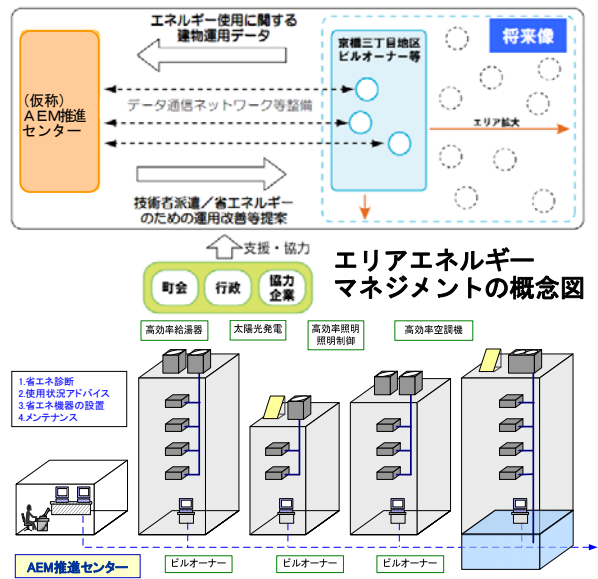 エネルギー使用に関する
建物運用データ
京橋三丁目地区
ビルオーナー等
将来像
(仮称)
AEM推進
センター
データ通信ネットワーク等整備
エリア拡大
技術者派遣/省エネルギー
のための運用改善等提案
支援・協力
町会
行政
協力
企業
エリアエネルギー
マネジメントの概念図
高効率給湯器
太陽光発電
高効率照明
照明制御
高効率空調機
1.省エネ診断
2.使用状況アドバイス
3.省エネ機器の設置
4.メンテナンス
AEM推進センター
ビルオーナー
ビルオーナー
ビルオーナー